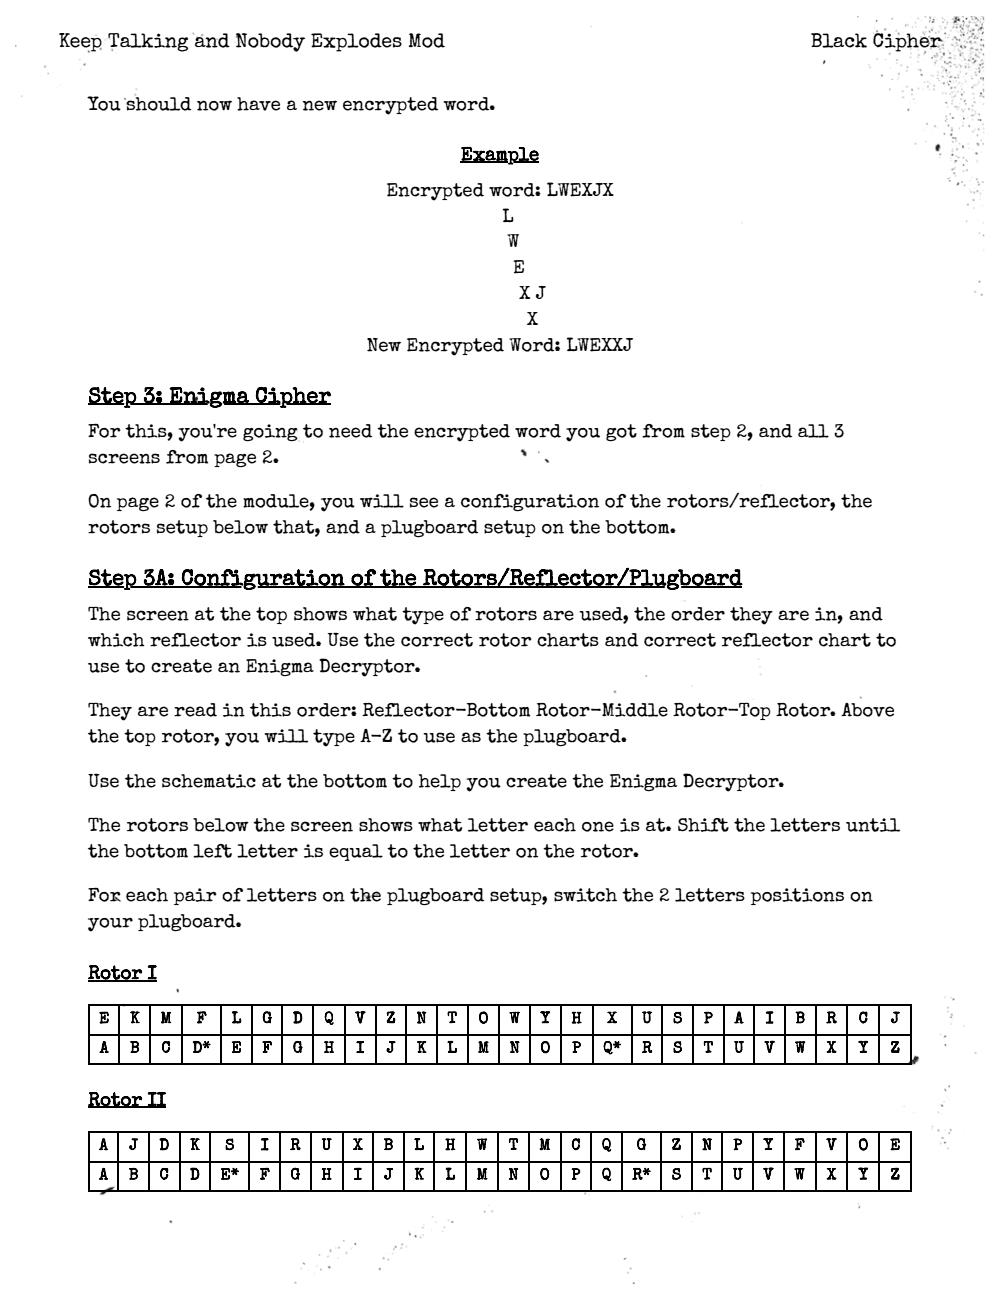 Keep Talking and Nobody Explodes Mod Black Cipher
You should now have a new encrypted word.
Example
Encrypted word: LWEXJX
L
W
E
X J
X
New Encrypted Word: LWEXXJ
Step 3: Enigma Cipher
For this, you're going to need the encrypted word you got from step 2, and all 3
screens from page 2.
On page 2 of the module, you will see a configuration of the rotors/reflector, the
rotors setup below that, and a plugboard setup on the bottom.
Step 3A: Configuration of the Rotors/Reflector/Plugboard
The screen at the top shows what type of rotors are used, the order they are in, and
which reflector is used. Use the correct rotor charts and correct reflector chart to
use to create an Enigma Decryptor.
They are read in this order: Reflector-Bottom Rotor-Middle Rotor-Top Rotor. Above
the top rotor, you will type A-Z to use as the plugboard.
Use the schematic at the bottom to help you create the Enigma Decryptor.
The rotors below the screen shows what letter each one is at. Shift the letters until
the bottom left letter is equal to the letter on the rotor.
For each pair of letters on the plugboard setup, switch the 2 letters positions on
your plugboard.
Rotor I
E K M F L G D Q V Z N T O W Y H X U S P A I B R C J
A B C D* E F G H I J K L M N O P Q* R S T U V W X Y Z
Rotor II
A J D K S I R U X B L H W T M C Q G Z N P Y F V O E
A B C D E* F G H I J K L M N O P Q R* S T U V W X Y Z